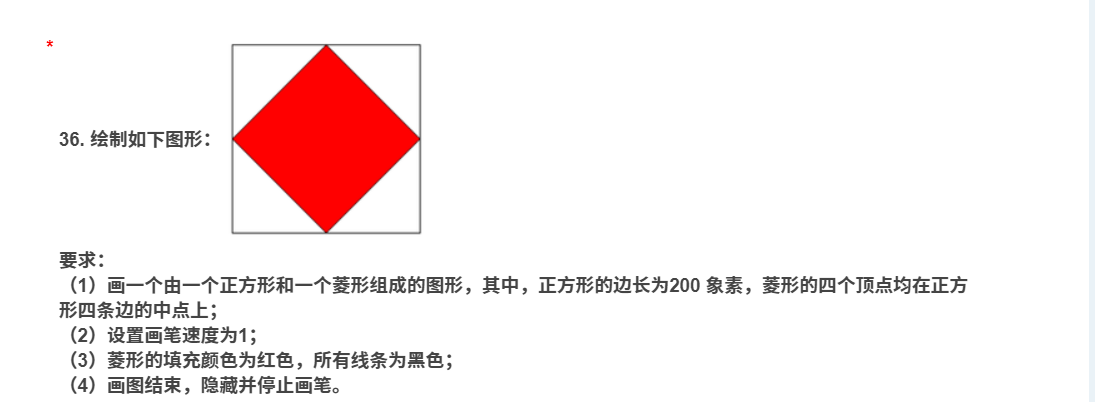 *
36. 绘制如下图形：
要求：
（1）画一个由一个正方形和一个菱形组成的图形，其中，正方形的边长为200 象素，菱形的四个顶点均在正方
形四条边的中点上；
（2）设置画笔速度为1；
（3）菱形的填充颜色为红色，所有线条为黑色；
（4）画图结束，隐藏并停止画笔。